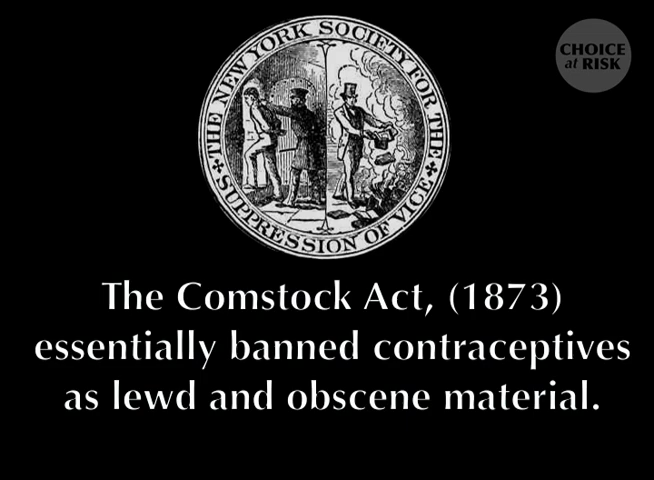 THE NEW YORK SOCIETY FOR THE
SUPPRESSION OF VICE
CHOICE
at RISK
The Comstock Act, (1873)
essentially banned contraceptives
as lewd and obscene material.